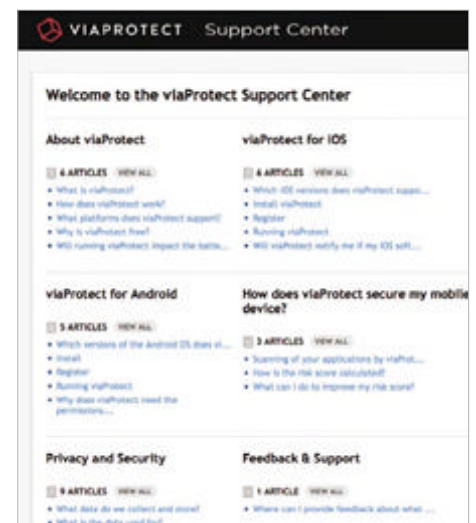 VIAPROTECT Support Center
Welcome to the viaProtect Support Center
About viaProtect
6 ARTICLES VIEW ALL
• What is viaProtect?
• How does viaProtect work?
• What platforms does viaProtect support?
• Why is viaProtect free?
• Will running viaProtect impact the batte...
viaProtect for iOS
6 ARTICLES VIEW ALL
• Which iOS versions does viaProtect suppo...
• Install viaProtect
• Register
• Running viaProtect
• Will viaProtect notify me if my iOS soft...
viaProtect for Android
5 ARTICLES VIEW ALL
• Which versions of the Android OS does vi...
• Install
• Register
• Running viaProtect
• Why does viaProtect need the
permissions...
How does viaProtect secure my mobile
device?
3 ARTICLES VIEW ALL
• Scanning of your applications by viaProt...
• How is the risk score calculated?
• What can I do to improve my risk score?
Privacy and Security
9 ARTICLES VIEW ALL
• What data do we collect and store?
• What is the data used for?
Feedback & Support
1 ARTICLE VIEW ALL
• Where can I provide feedback about what ...